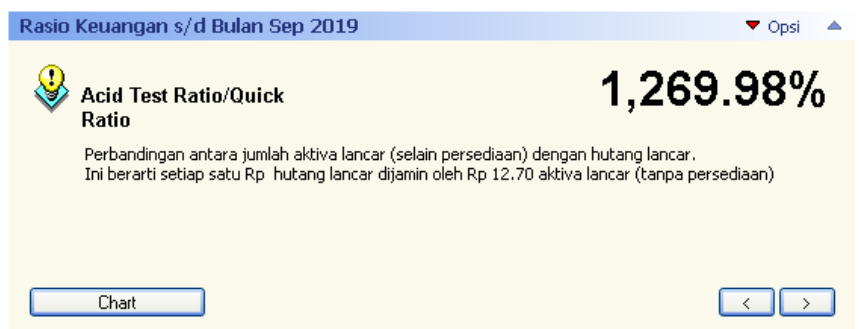 Rasio Keuangan s/d Bulan Sep 2019
Opsi
Acid Test Ratio/Quick
Ratio
1,269.98%
Perbandingan antara jumlah aktiva lancar (selain persediaan) dengan hutang lancar.
Ini berarti setiap satu Rp  hutang lancar dijamin oleh Rp 12.70 aktiva lancar (tanpa persediaan)
Chart
< >